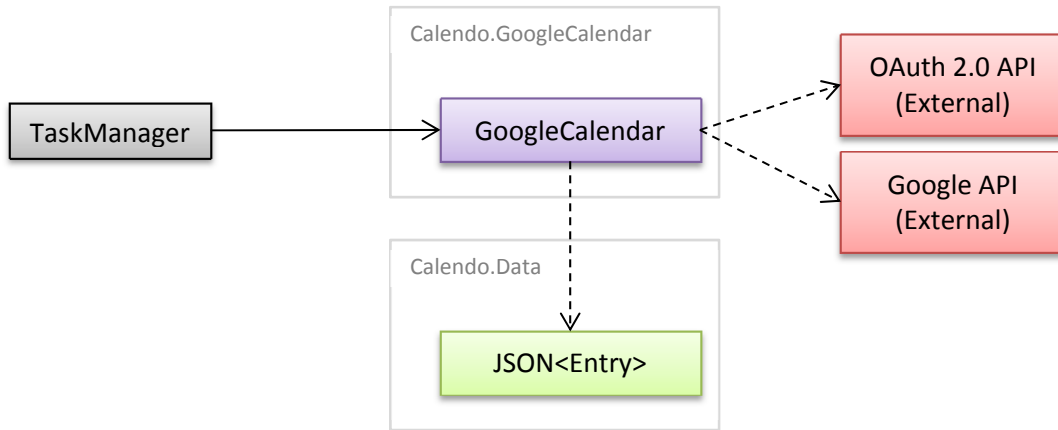 Calendo.GoogleCalendar
OAuth 2.0 API
(External)
TaskManager
GoogleCalendar
Google API
(External)
Calendo.Data
JSON<Entry>